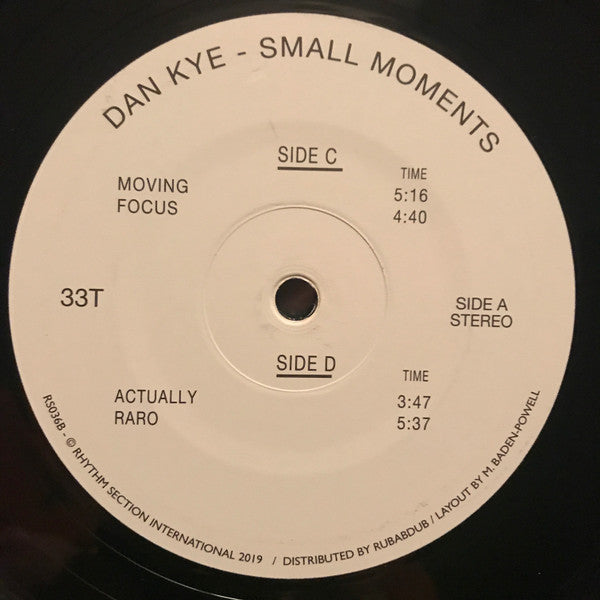 DAN KYE - SMALL MOMENTS
SIDE C
TIME
MOVING 5:16
FOCUS 4:40
33T
SIDE A
STEREO
SIDE D
TIME
ACTUALLY 3:47
RARO 5:37
RS036B - © RHYTHM SECTION INTERNATIONAL 2019 / DISTRIBUTED BY RUBABDUB / LAYOUT BY M. BADEN-POWELL